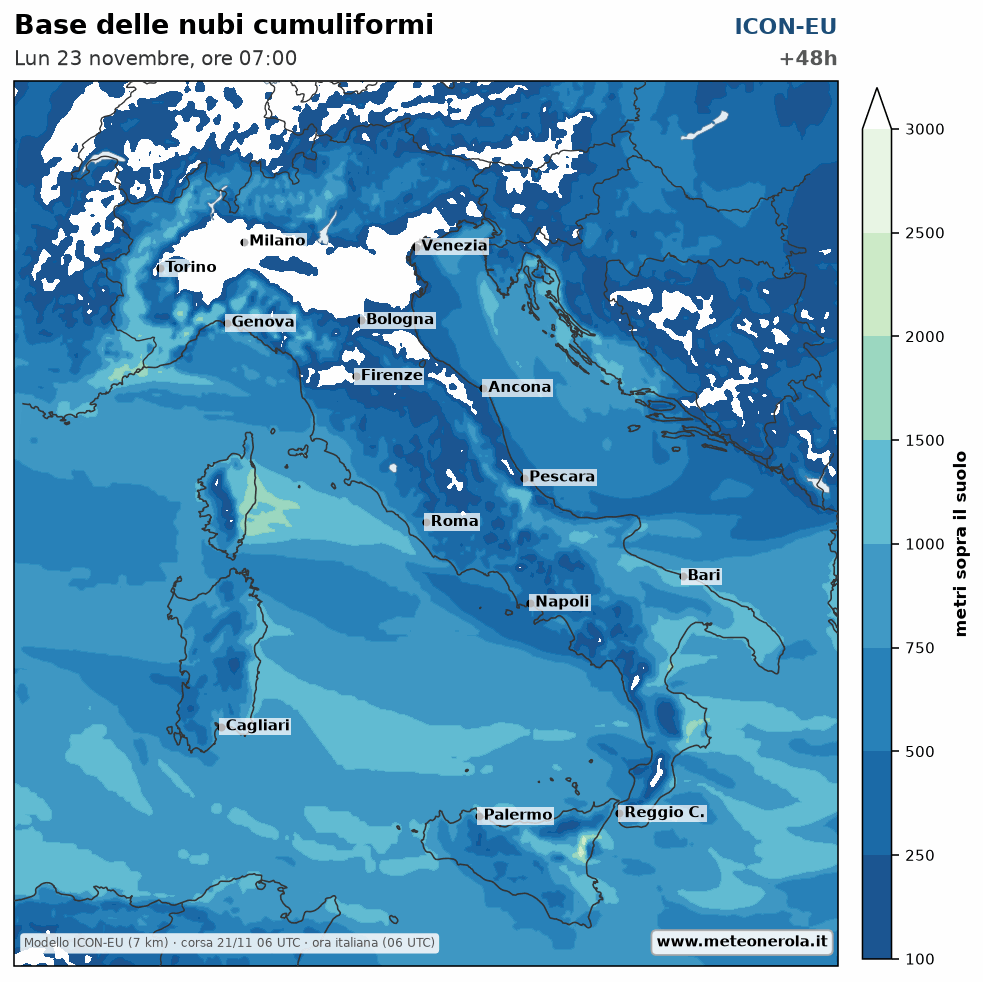 Base delle nubi cumuliformi
ICON-EU
Lun 23 novembre, ore 07:00
+48h
3000
2500
2000
1500
1000
750
500
250
100
metri sopra il suolo
Milano
Venezia
Torino
Genova
Bologna
Firenze
Ancona
Pescara
Roma
Bari
Napoli
Cagliari
Palermo
Reggio C.
Modello ICON-EU (7 km) · corsa 21/11 06 UTC · ora italiana (06 UTC)
www.meteonerola.it